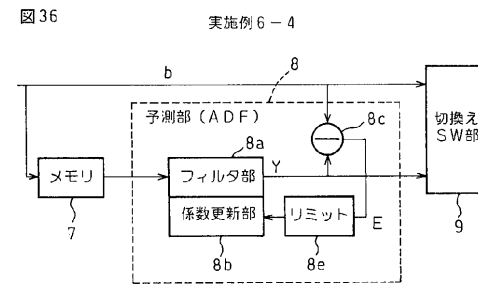 図36
実施例6-4
b
8
予測部(ADF)
8a
8c
切換え
SW部
メモリ
フィルタ部
Y
7
係数更新部
リミット
E
8b
8e
9